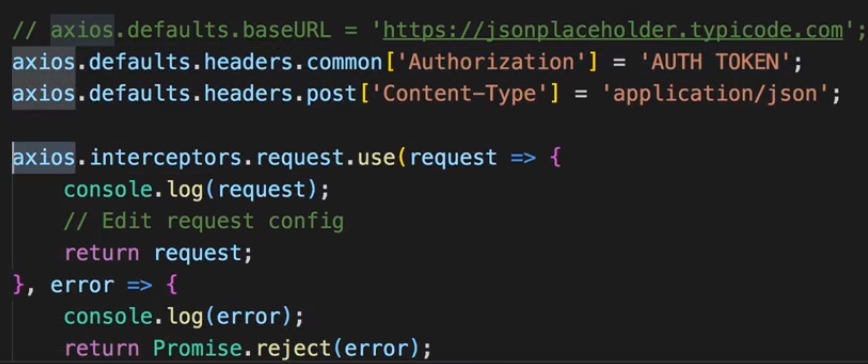 // axios.defaults.baseURL = 'https://jsonplaceholder.typicode.com';
axios.defaults.headers.common['Authorization'] = 'AUTH TOKEN';
axios.defaults.headers.post['Content-Type'] = 'application/json';

axios.interceptors.request.use(request => {
    console.log(request);
    // Edit request config
    return request;
}, error => {
    console.log(error);
    return Promise.reject(error);